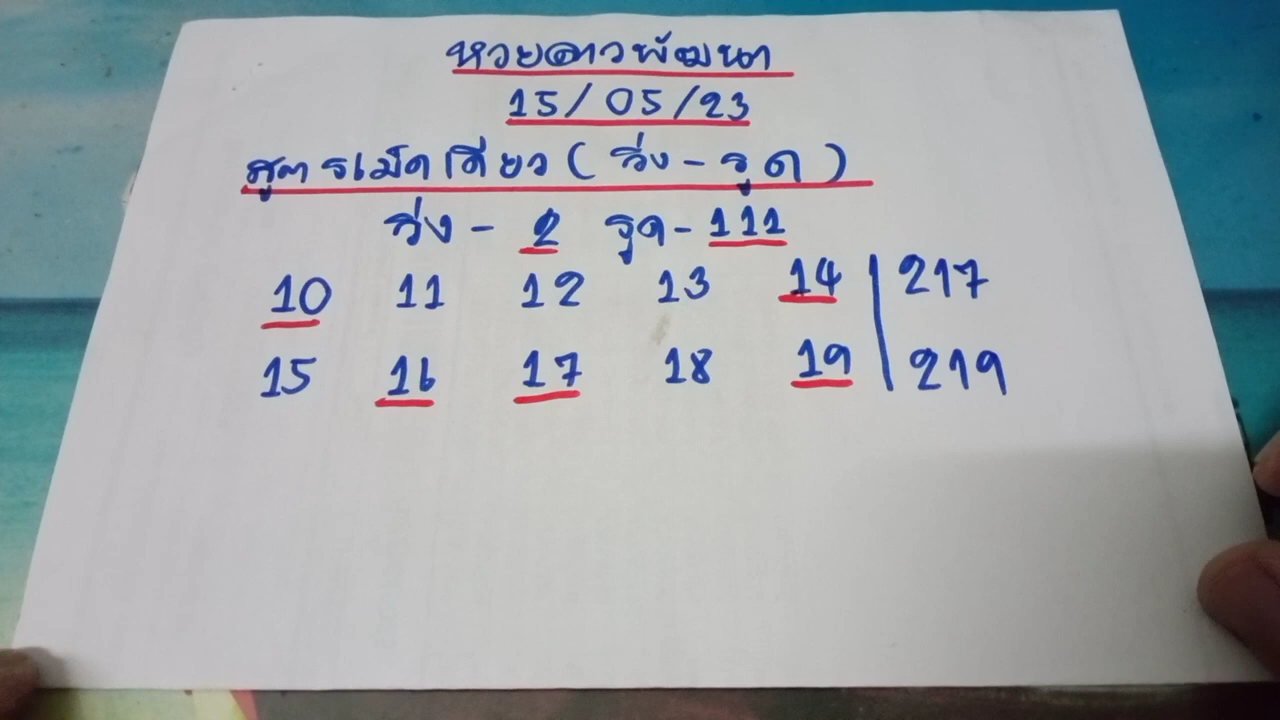 หวยลาวพัฒนา
15/05/23
สูตรเม็ดเดียว (วิ่ง - รูด)
วิ่ง - 2 รูด - 111
10 11 12 13 14 | 217
15 16 17 18 19 | 219